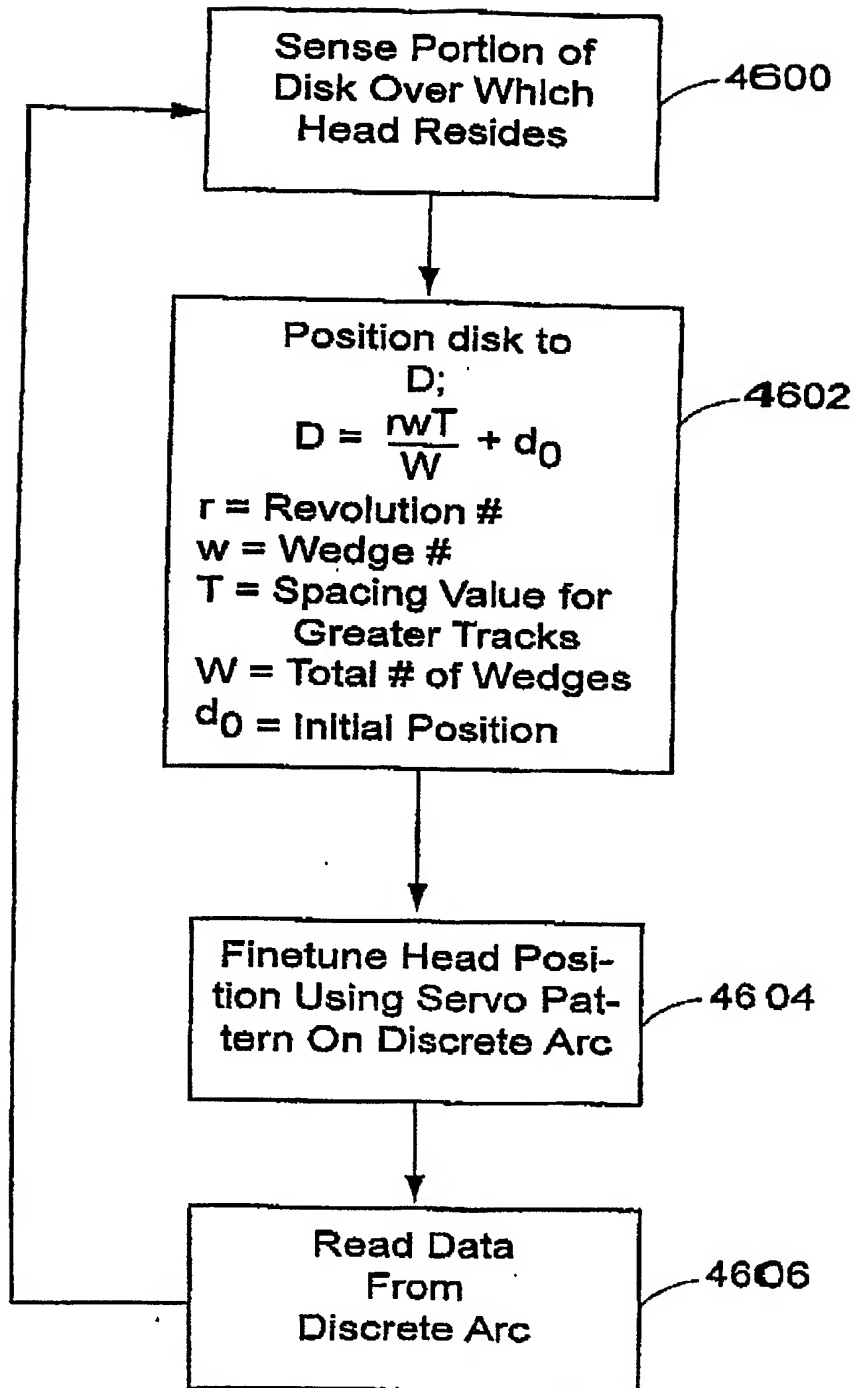 Sense Portion of
Disk Over Which
Head Resides
4600
Position disk to
D;
D = rwT/W + d0
r = Revolution #
w = Wedge #
T = Spacing Value for
Greater Tracks
W = Total # of Wedges
d0 = Initial Position
4602
Finetune Head Posi-
tion Using Servo Pat-
tern On Discrete Arc
4604
Read Data
From
Discrete Arc
4606